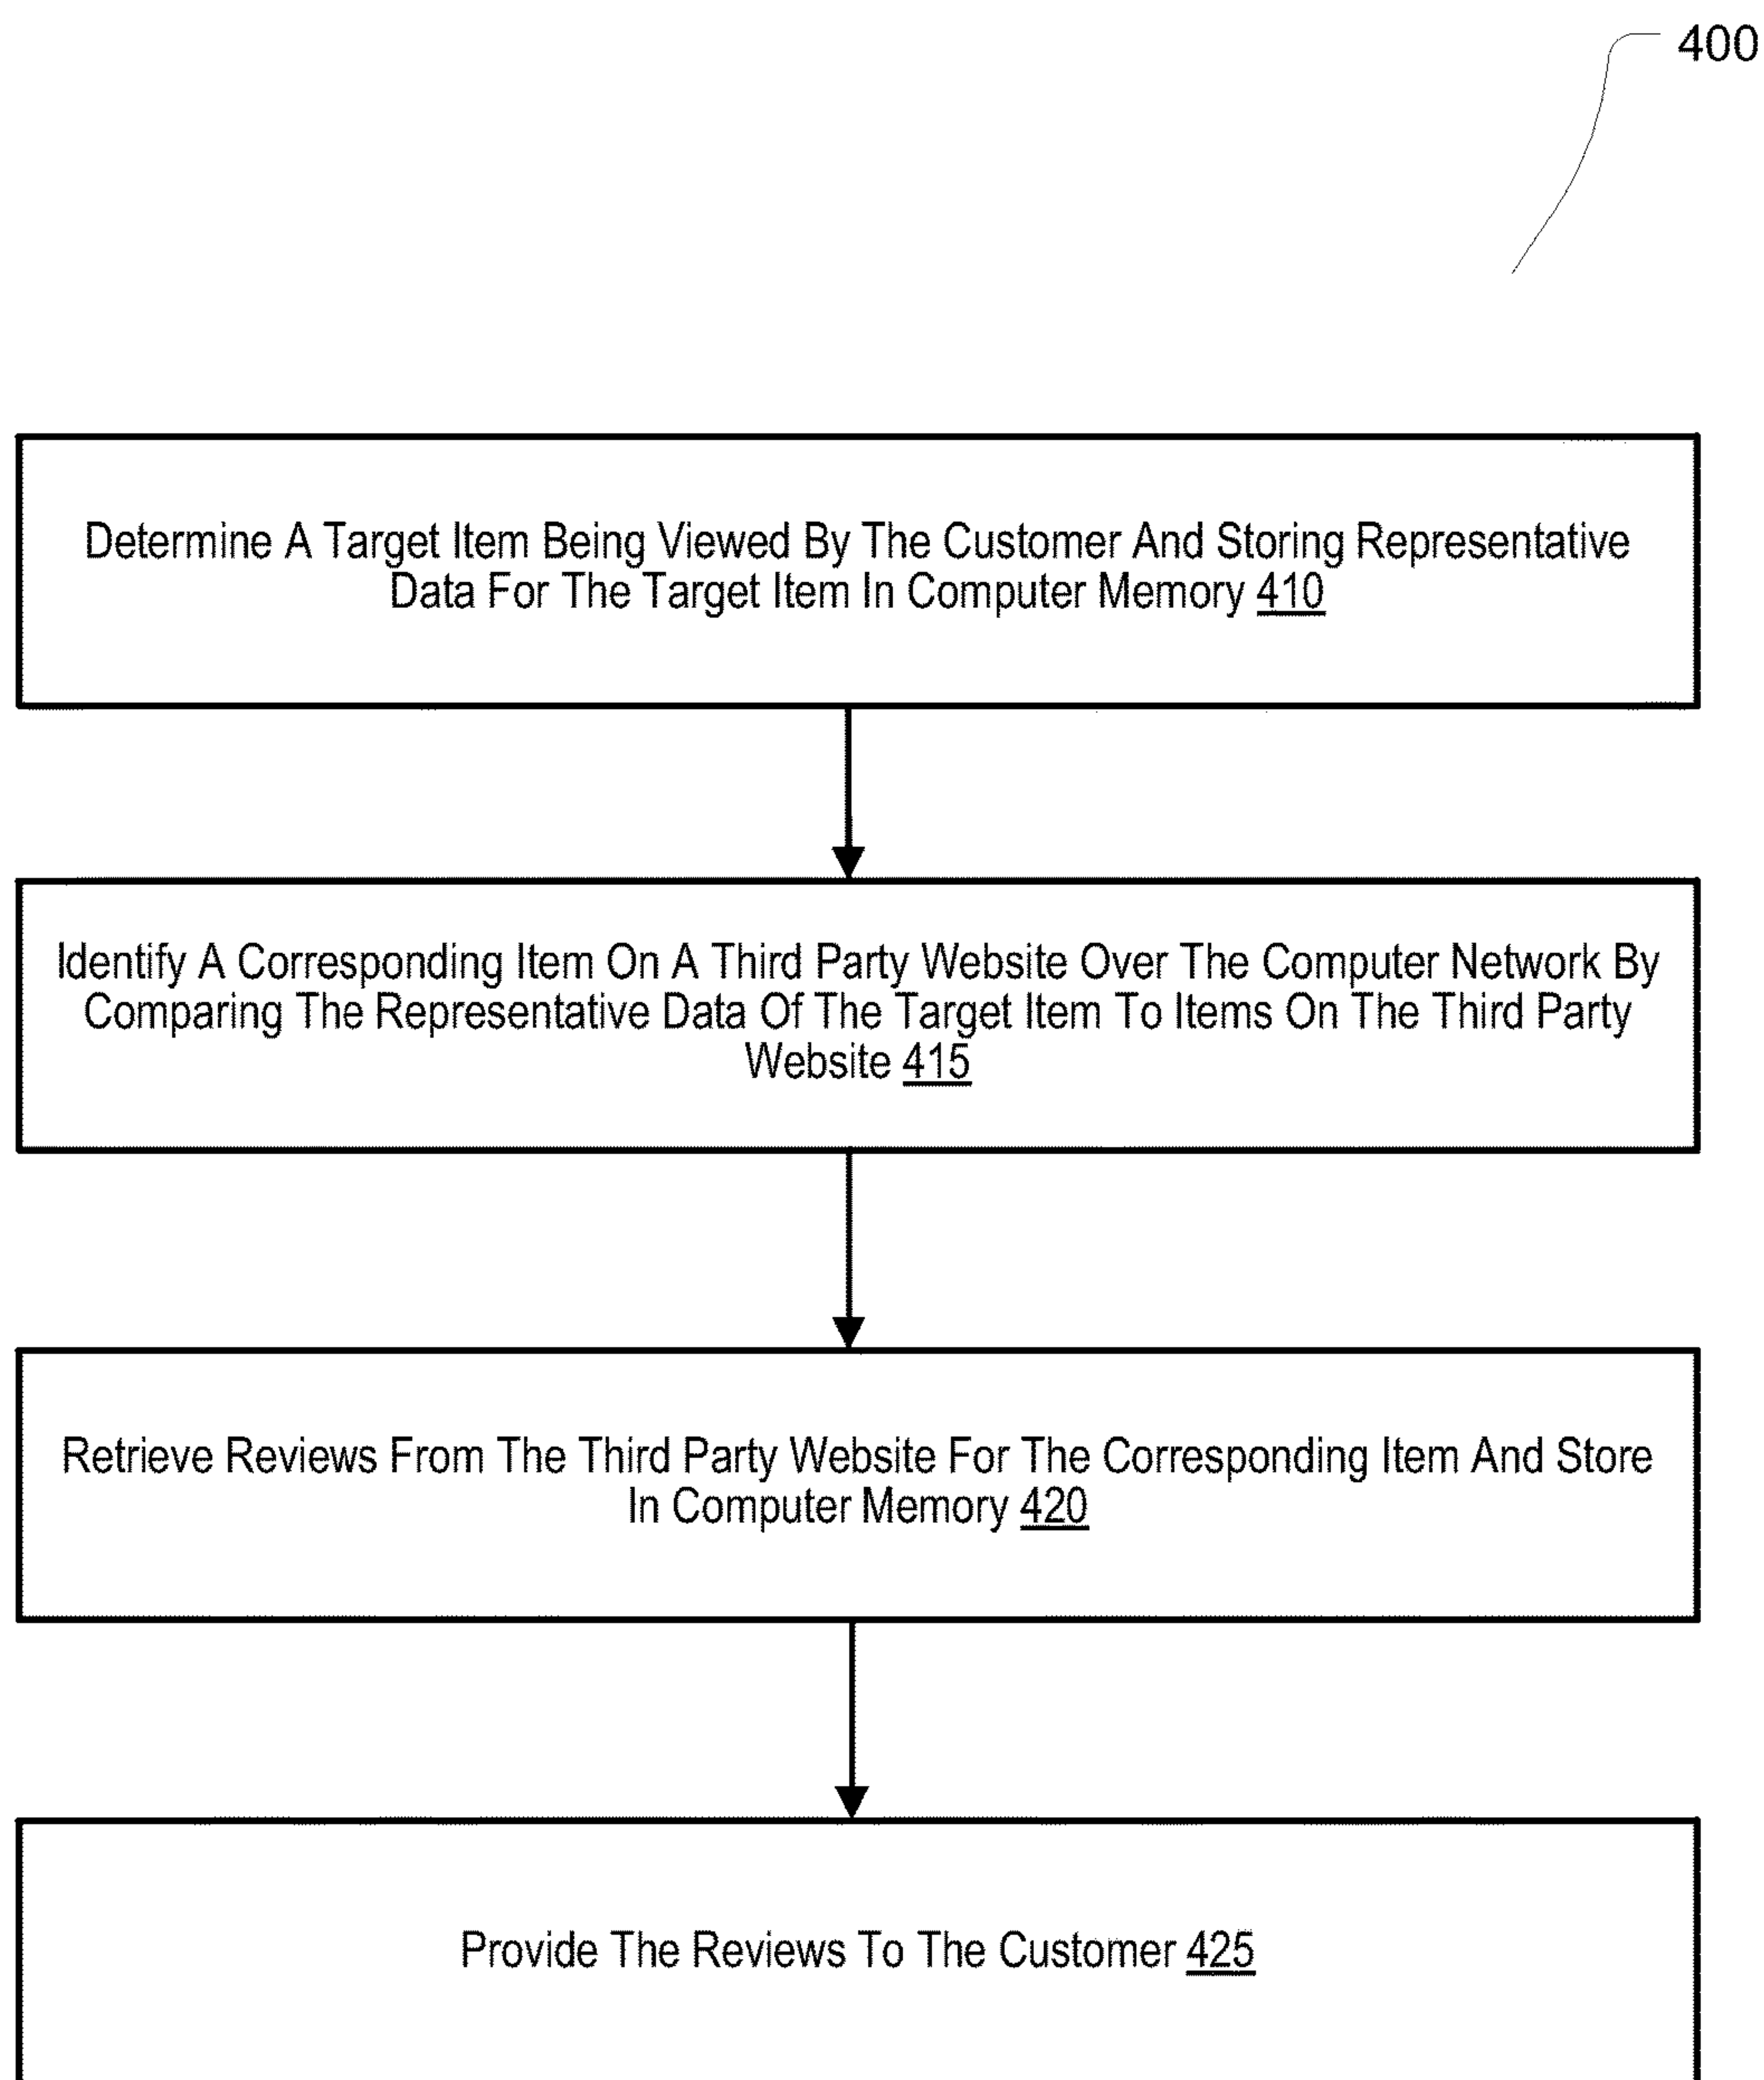 400
Determine A Target Item Being Viewed By The Customer And Storing Representative
Data For The Target Item In Computer Memory 410
Identify A Corresponding Item On A Third Party Website Over The Computer Network By
Comparing The Representative Data Of The Target Item To Items On The Third Party
Website 415
Retrieve Reviews From The Third Party Website For The Corresponding Item And Store
In Computer Memory 420
Provide The Reviews To The Customer 425